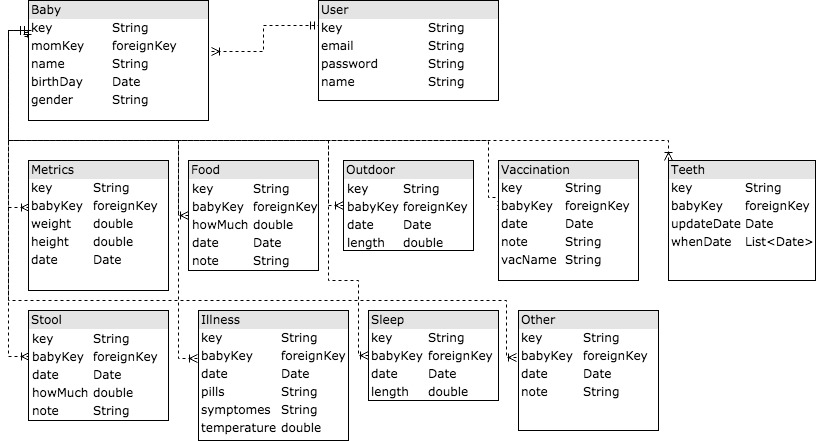 Baby
key String
momKey foreignKey
name String
birthDay Date
gender String
User
key String
email String
password String
name String
Metrics
key String
babyKey foreignKey
weight double
height double
date Date
Food
key String
babyKey foreignKey
howMuch double
date Date
note String
Outdoor
key String
babyKey foreignKey
date Date
length double
Vaccination
key String
babyKey foreignKey
date Date
note String
vacName String
Teeth
key String
babyKey foreignKey
updateDate Date
whenDate List<Date>
Stool
key String
babyKey foreignKey
date Date
howMuch double
note String
Illness
key String
babyKey foreignKey
date Date
pills String
symptomes String
temperature double
Sleep
key String
babyKey foreignKey
date Date
length double
Other
key String
babyKey foreignKey
date Date
note String